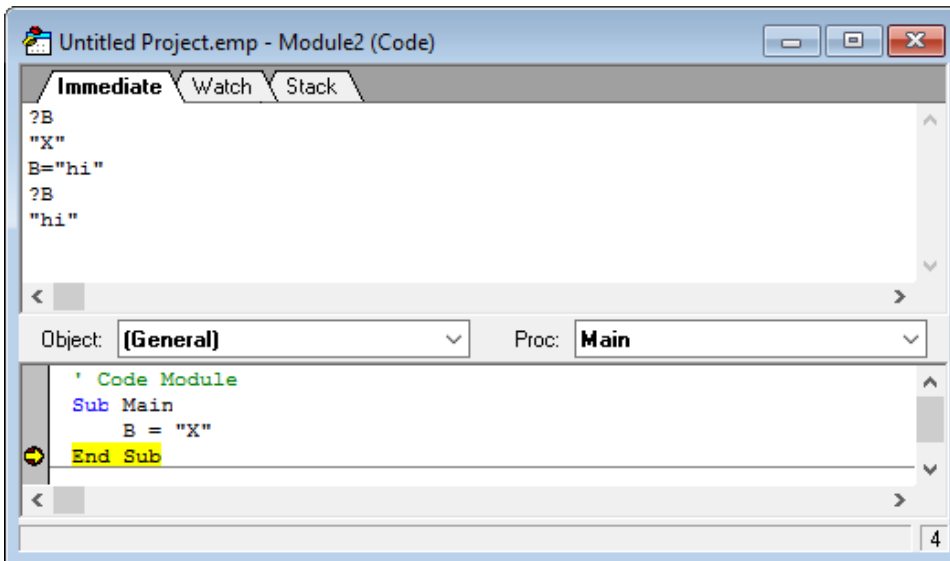 Untitled Project.emp - Module2 (Code)
Immediate Watch Stack
?B
"X"
B="hi"
?B
"hi"
Object: (General) Proc: Main
' Code Module
Sub Main
B = "X"
End Sub
4